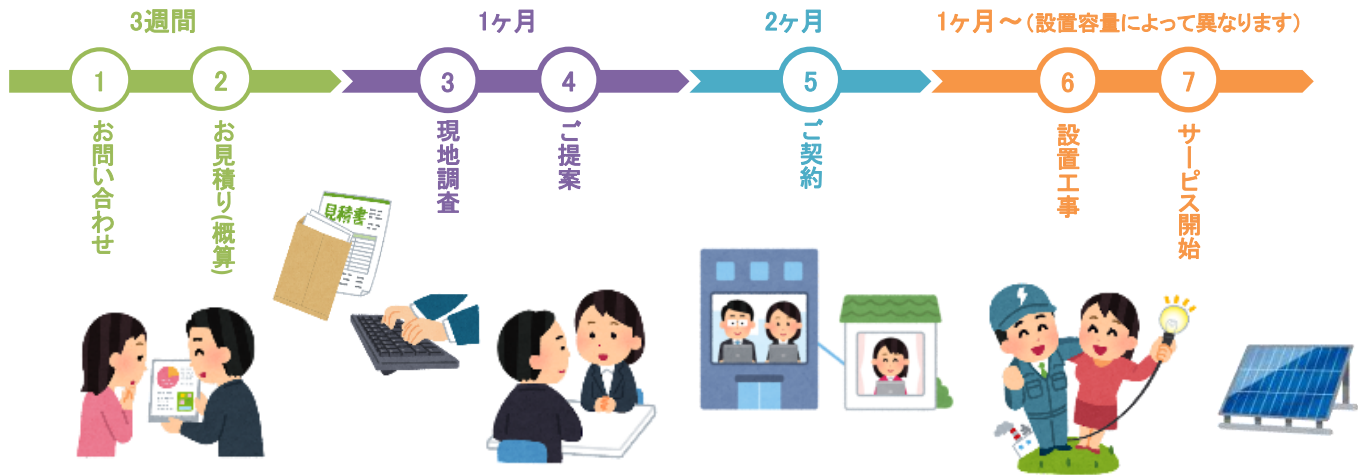 3週間
1ヶ月
2ヶ月
1ヶ月～（設置容量によって異なります）
1
2
3
4
5
6
7
お問い合わせ
お見積り(概算)
現地調査
ご提案
ご契約
設置工事
サービス開始
見積書